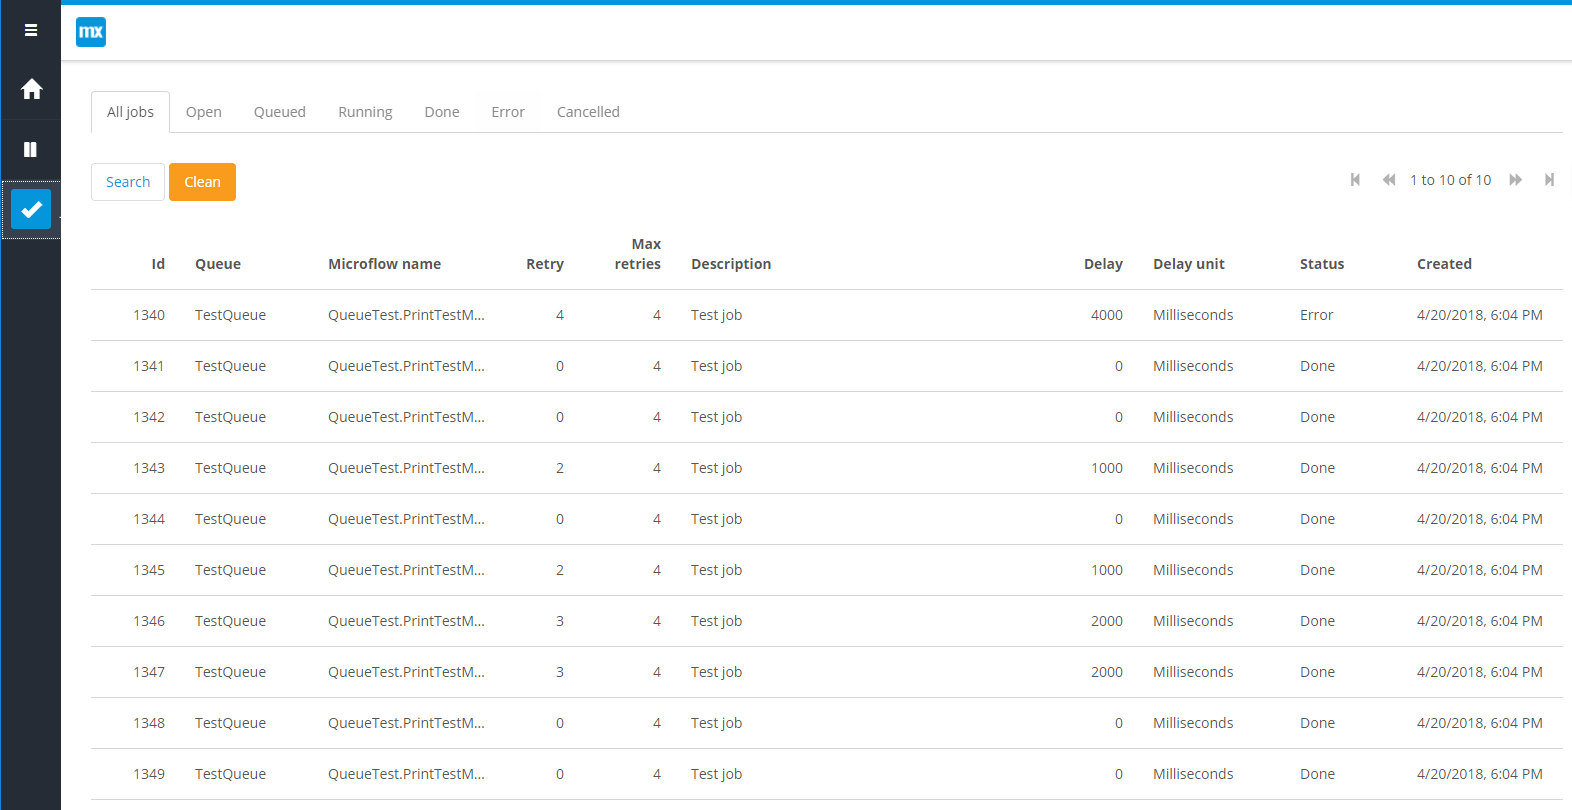 mx
All jobs Open Queued Running Done Error Cancelled
Search Clean 1 to 10 of 10
Id Queue Microflow name Retry Max retries Description Delay Delay unit Status Created
1340 TestQueue QueueTest.PrintTestM... 4 4 Test job 4000 Milliseconds Error 4/20/2018, 6:04 PM
1341 TestQueue QueueTest.PrintTestM... 0 4 Test job 0 Milliseconds Done 4/20/2018, 6:04 PM
1342 TestQueue QueueTest.PrintTestM... 0 4 Test job 0 Milliseconds Done 4/20/2018, 6:04 PM
1343 TestQueue QueueTest.PrintTestM... 2 4 Test job 1000 Milliseconds Done 4/20/2018, 6:04 PM
1344 TestQueue QueueTest.PrintTestM... 0 4 Test job 0 Milliseconds Done 4/20/2018, 6:04 PM
1345 TestQueue QueueTest.PrintTestM... 2 4 Test job 1000 Milliseconds Done 4/20/2018, 6:04 PM
1346 TestQueue QueueTest.PrintTestM... 3 4 Test job 2000 Milliseconds Done 4/20/2018, 6:04 PM
1347 TestQueue QueueTest.PrintTestM... 3 4 Test job 2000 Milliseconds Done 4/20/2018, 6:04 PM
1348 TestQueue QueueTest.PrintTestM... 0 4 Test job 0 Milliseconds Done 4/20/2018, 6:04 PM
1349 TestQueue QueueTest.PrintTestM... 0 4 Test job 0 Milliseconds Done 4/20/2018, 6:04 PM